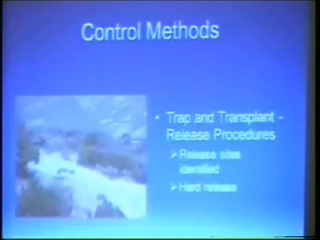 Control Methods
• Trap and Transplant -
Release Procedures
➢ Release sites
identified
➢ Hard release